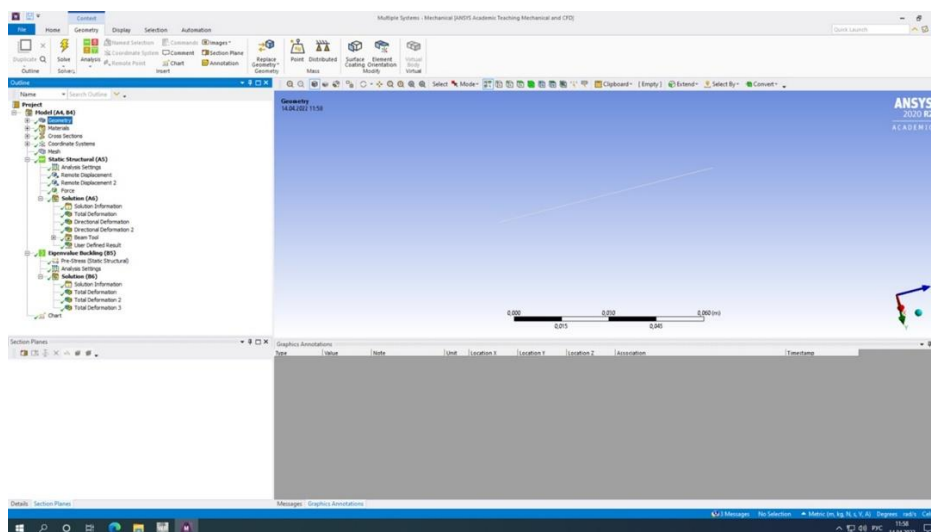 Context
Multiple Systems - Mechanical [ANSYS Academic Teaching Mechanical and CFD]
File Home Geometry Display Selection Automation
Quick Launch
Duplicate Q Solve Analysis Named Selection Commands Images
Coordinate System Comment Section Plane
Remote Point Chart Annotation
Replace Geometry Point Distributed Surface Coating Element Orientation Virtual Body
Outline Solve Insert Geometry Mass Modify Virtual
Outline
Name Search Outline
Select Mode Clipboard [Empty] Extend Select By Convert
Project
Model (A4, B4)
Geometry
Materials
Cross Sections
Coordinate Systems
Mesh
Static Structural (A5)
Analysis Settings
Remote Displacement
Remote Displacement 2
Force
Solution (A6)
Solution Information
Total Deformation
Directional Deformation
Directional Deformation 2
Beam Tool
User Defined Result
Eigenvalue Buckling (B5)
Pre-Stress (Static Structural)
Analysis Settings
Solution (B6)
Solution Information
Total Deformation
Total Deformation 2
Total Deformation 3
Chart
Geometry
14.04.2022 11:58
ANSYS
2020 R2
ACADEMIC
0,000 0,030 0,060 (m)
0,015 0,045
Y
Section Planes
Graphics Annotations
Type Value Note Unit Location X Location Y Location Z Association Timestamp
Details Section Planes
Messages Graphics Annotations
3 Messages No Selection Metric (m, kg, N, s, V, A) Degrees rad/s Cel
РУС 11:58
14.04.2022